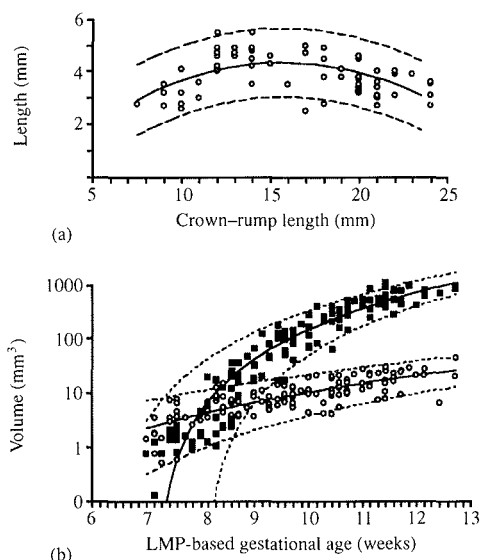 6
4
2
Length (mm)
5 10 15 20 25
Crown–rump length (mm)
(a)
1000
100
10
1
0
Volume (mm³)
6 7 8 9 10 11 12 13
LMP-based gestational age (weeks)
(b)